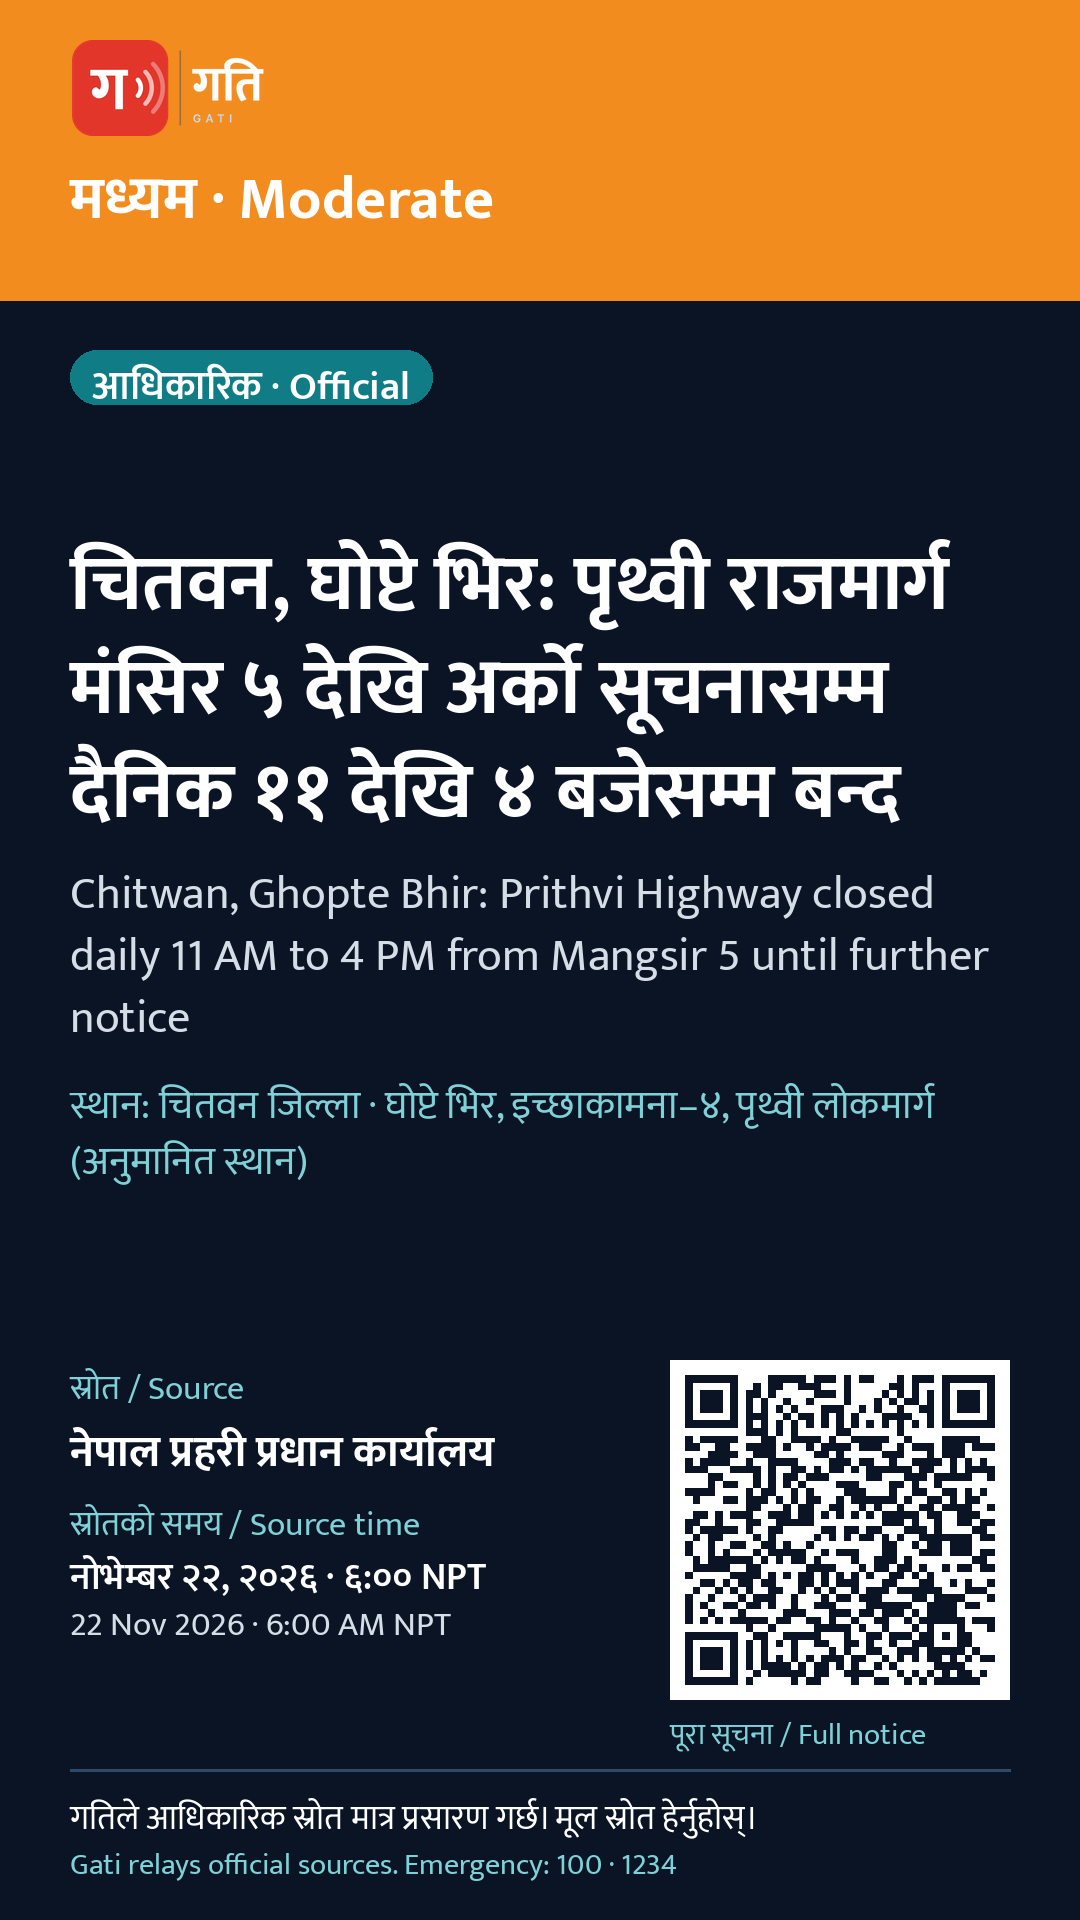 ग
गति
GATI
मध्यम · Moderate
आधिकारिक · Official
चितवन, घोप्टे भिर: पृथ्वी राजमार्ग
मंसिर ५ देखि अर्को सूचनासम्म
दैनिक ११ देखि ४ बजेसम्म बन्द
Chitwan, Ghopte Bhir: Prithvi Highway closed
daily 11 AM to 4 PM from Mangsir 5 until further
notice
स्थान: चितवन जिल्ला · घोप्टे भिर, इच्छाकामना–४, पृथ्वी लोकमार्ग
(अनुमानित स्थान)
स्रोत / Source
नेपाल प्रहरी प्रधान कार्यालय
स्रोतको समय / Source time
नोभेम्बर २२, २०२६ · ६:०० NPT
22 Nov 2026 · 6:00 AM NPT
पूरा सूचना / Full notice
गतिले आधिकारिक स्रोत मात्र प्रसारण गर्छ। मूल स्रोत हेर्नुहोस्।
Gati relays official sources. Emergency: 100 · 1234